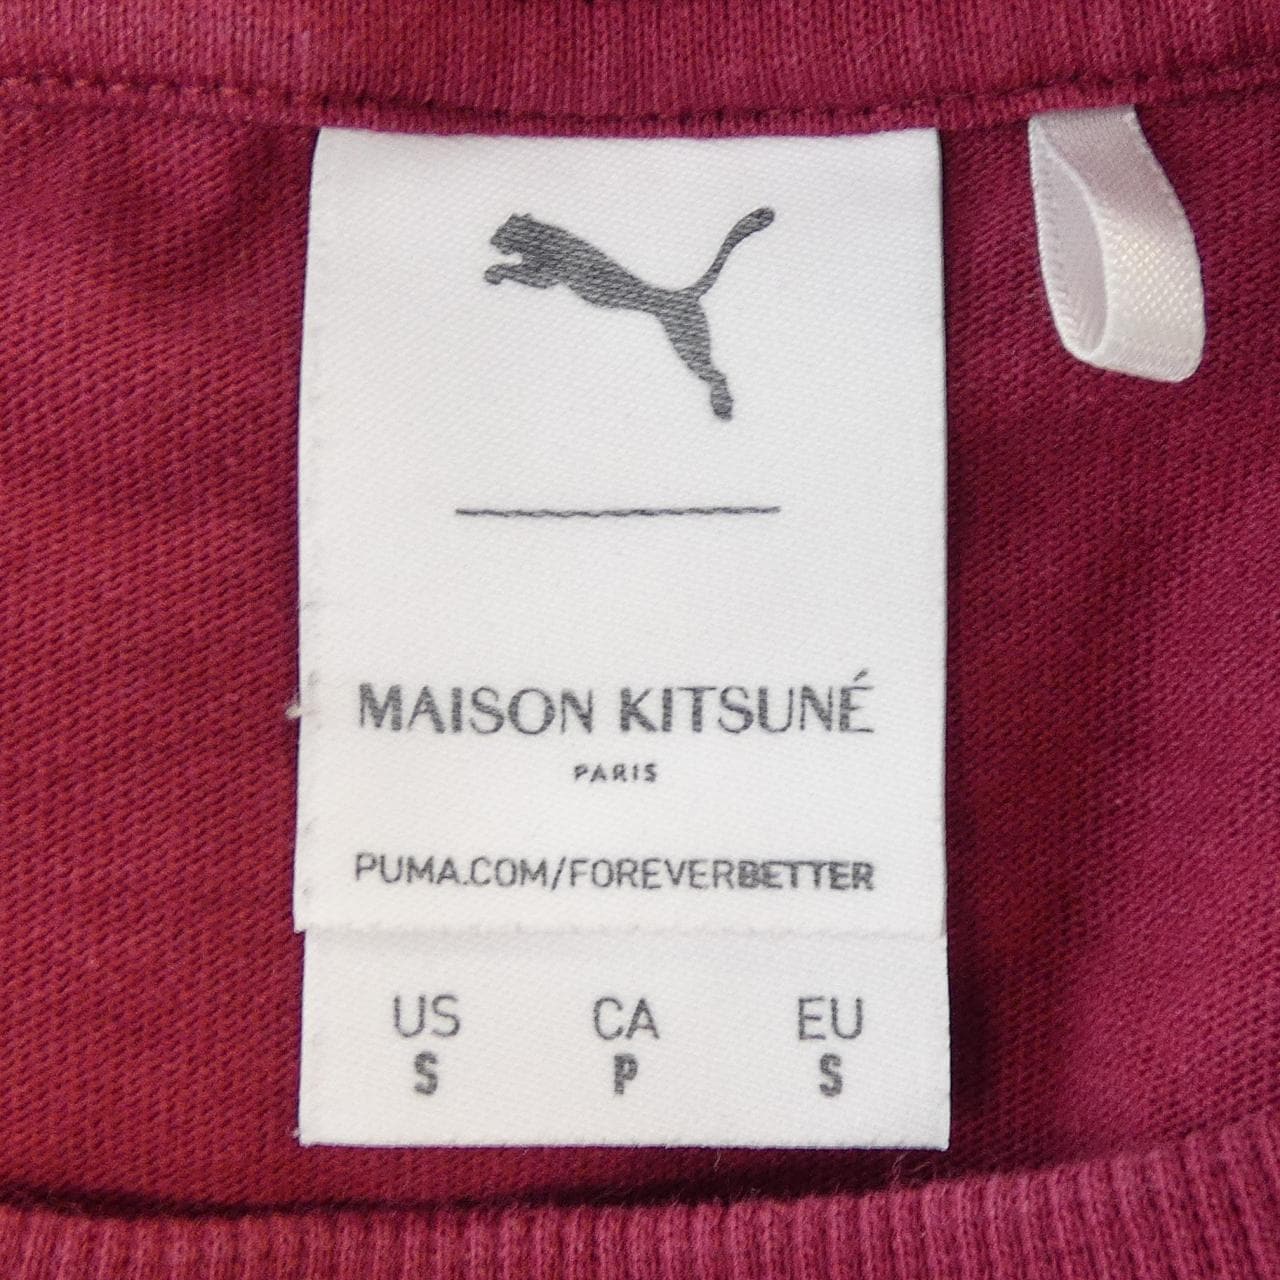 MAISON KITSUNÉ
PARIS
PUMA.COM/FOREVERBETTER
US CA EU
S P S